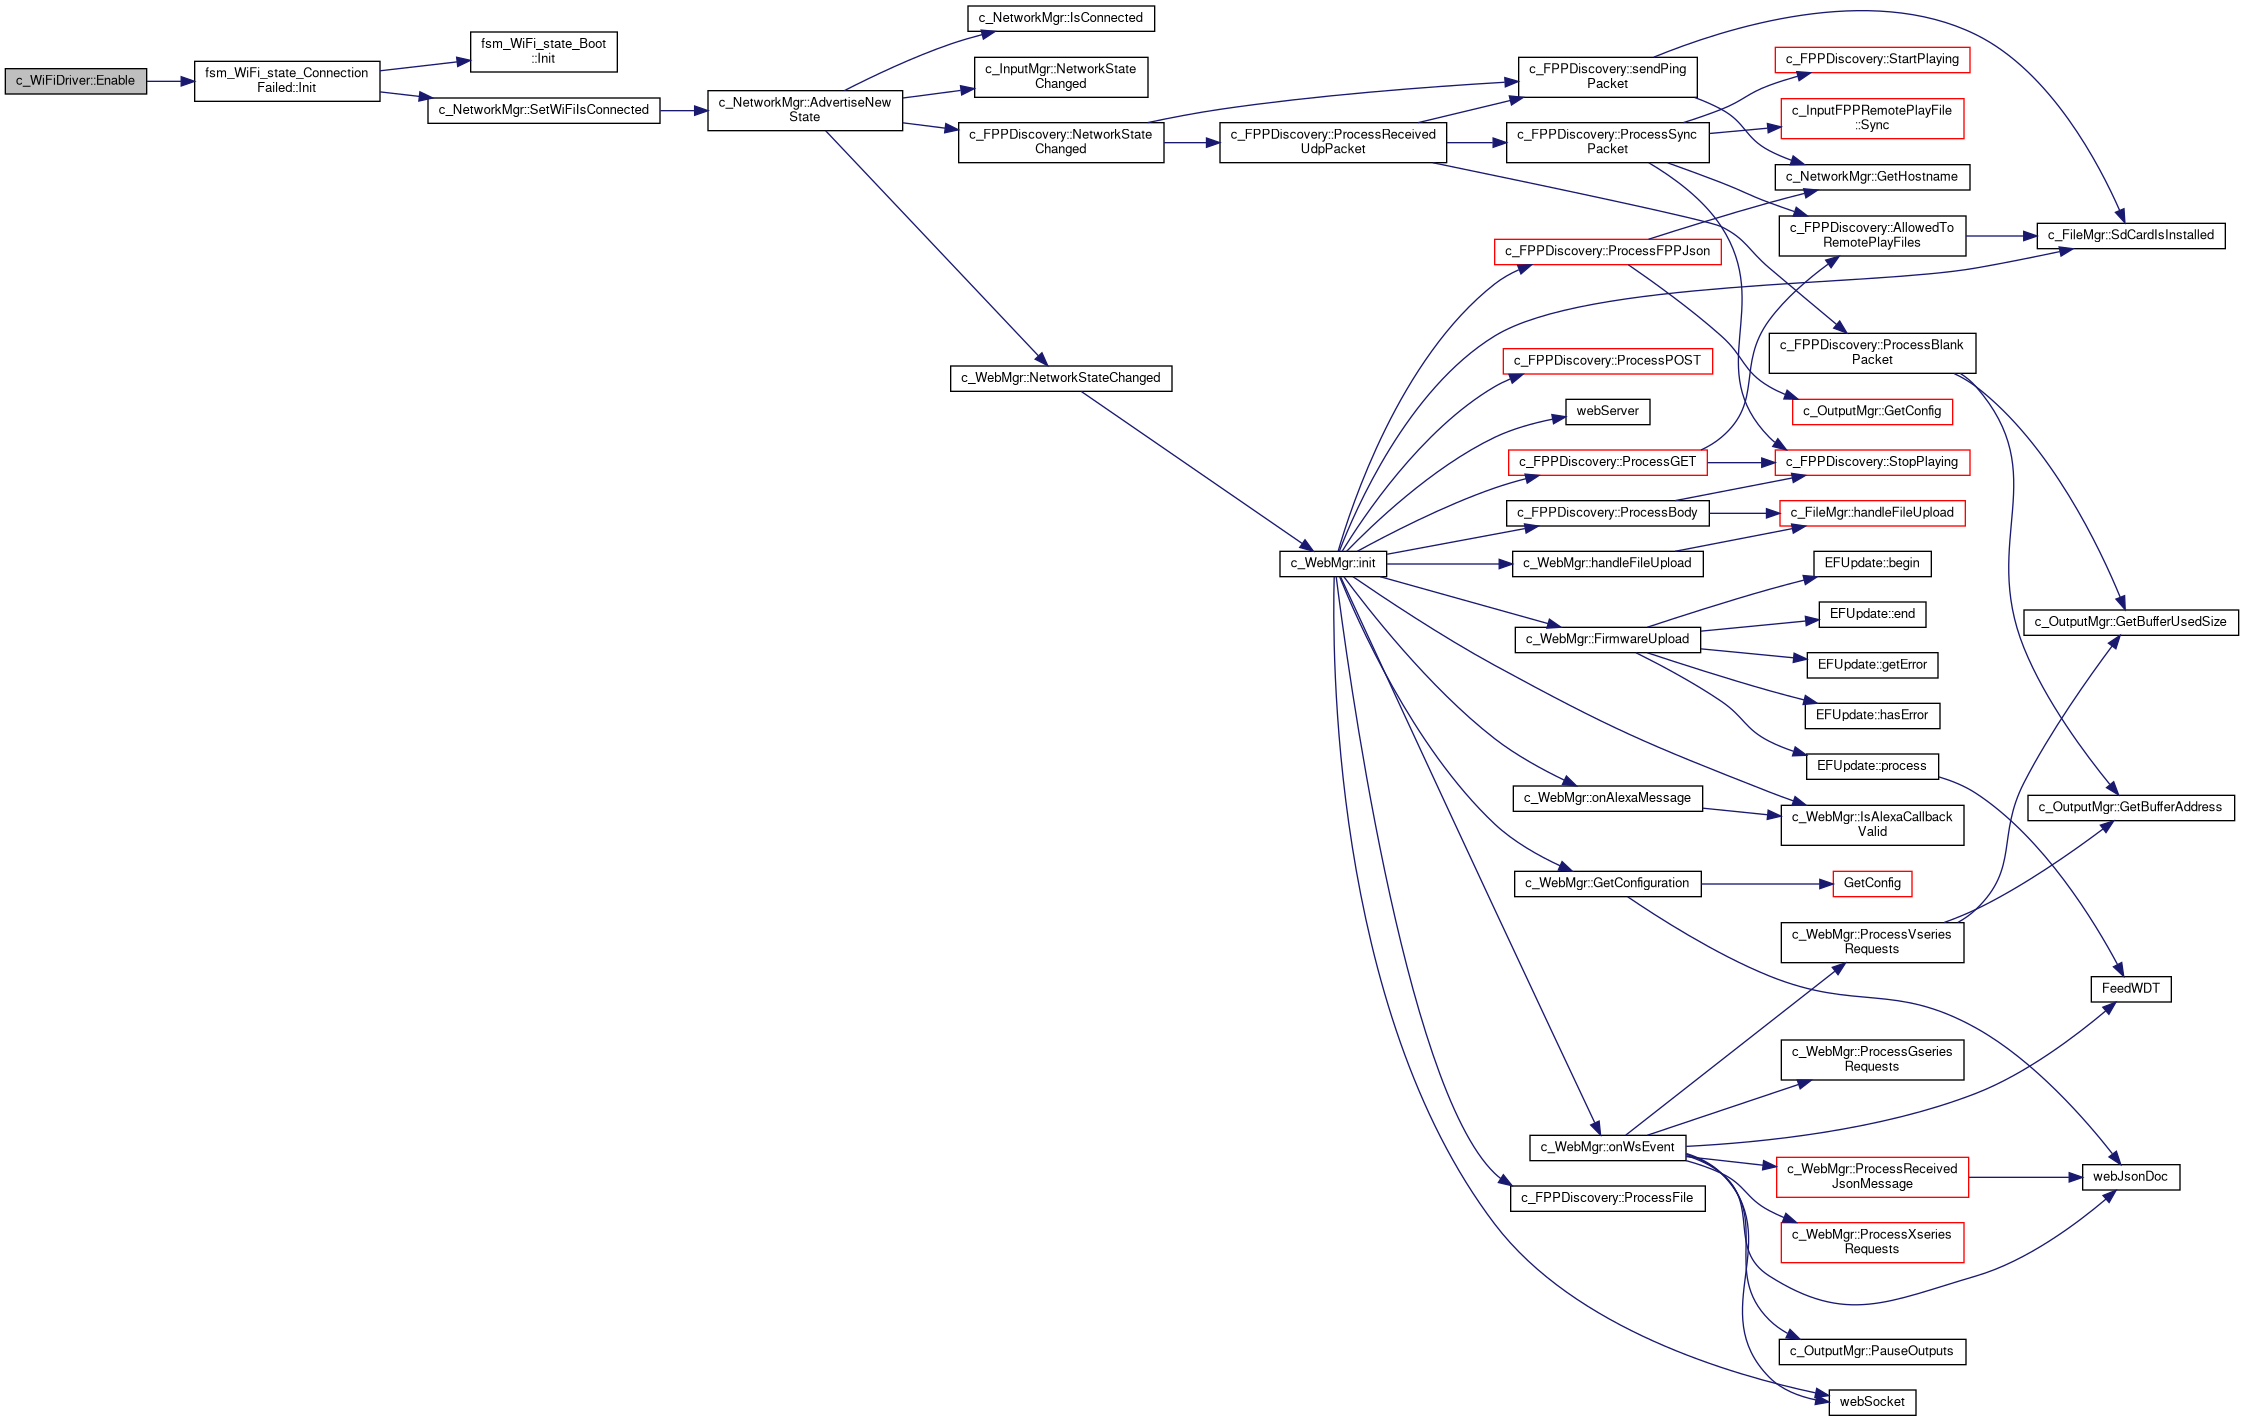 c_WiFiDriver::Enable
fsm_WiFi_state_Connection
Failed::Init
fsm_WiFi_state_Boot
::Init
c_NetworkMgr::SetWiFiIsConnected
c_NetworkMgr::AdvertiseNew
State
c_NetworkMgr::IsConnected
c_InputMgr::NetworkState
Changed
c_FPPDiscovery::NetworkState
Changed
c_WebMgr::NetworkStateChanged
c_FPPDiscovery::ProcessReceived
UdpPacket
c_WebMgr::init
c_FPPDiscovery::sendPing
Packet
c_FPPDiscovery::ProcessSync
Packet
c_FPPDiscovery::ProcessFPPJson
c_FPPDiscovery::ProcessPOST
webServer
c_FPPDiscovery::ProcessGET
c_FPPDiscovery::ProcessBody
c_WebMgr::handleFileUpload
c_WebMgr::FirmwareUpload
c_WebMgr::onAlexaMessage
c_WebMgr::GetConfiguration
c_WebMgr::onWsEvent
c_FPPDiscovery::ProcessFile
c_FPPDiscovery::StartPlaying
c_InputFPPRemotePlayFile
::Sync
c_NetworkMgr::GetHostname
c_FPPDiscovery::AllowedTo
RemotePlayFiles
c_FPPDiscovery::ProcessBlank
Packet
c_OutputMgr::GetConfig
c_FPPDiscovery::StopPlaying
c_FileMgr::handleFileUpload
EFUpdate::begin
EFUpdate::end
EFUpdate::getError
EFUpdate::hasError
EFUpdate::process
c_WebMgr::IsAlexaCallback
Valid
GetConfig
c_WebMgr::ProcessVseries
Requests
c_WebMgr::ProcessGseries
Requests
c_WebMgr::ProcessReceived
JsonMessage
c_WebMgr::ProcessXseries
Requests
c_OutputMgr::PauseOutputs
webSocket
c_FileMgr::SdCardIsInstalled
c_OutputMgr::GetBufferUsedSize
c_OutputMgr::GetBufferAddress
FeedWDT
webJsonDoc